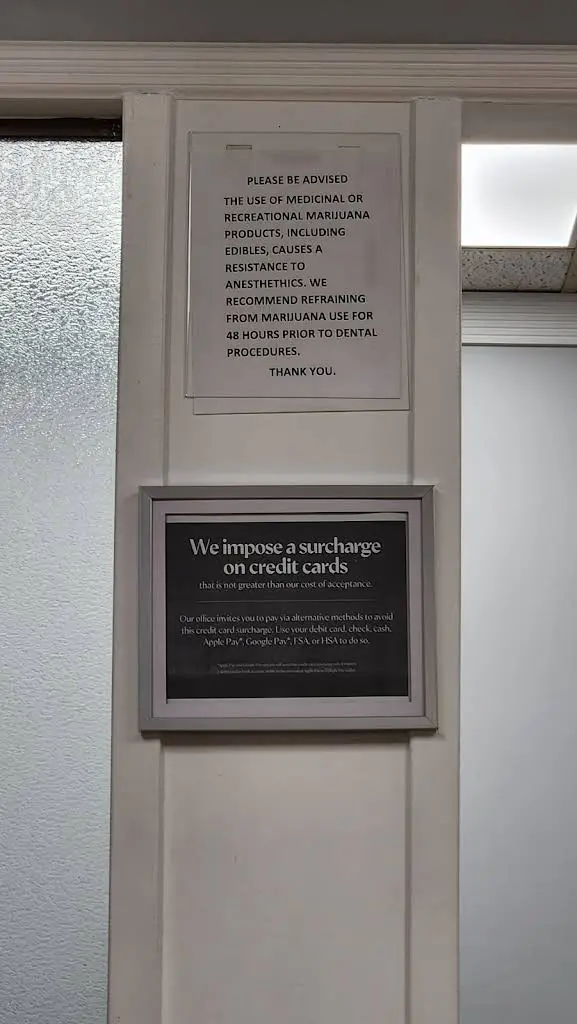 PLEASE BE ADVISED
THE USE OF MEDICINAL OR
RECREATIONAL MARIJUANA
PRODUCTS, INCLUDING
EDIBLES, CAUSES A
RESISTANCE TO
ANESTHETHICS. WE
RECOMMEND REFRAINING
FROM MARIJUANA USE FOR
48 HOURS PRIOR TO DENTAL
PROCEDURES.
THANK YOU.
We impose a surcharge
on credit cards
that is not greater than our cost of acceptance.
Our office invites you to pay via alternative methods to avoid
this credit card surcharge. Use your debit card, check, cash,
Apple Pay®, Google Pay®, FSA, or HSA to do so.